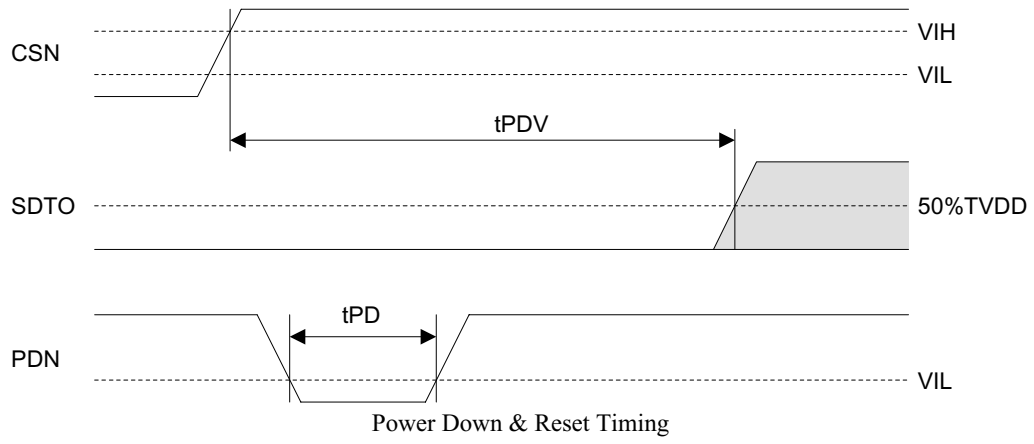 CSN
VIH
VIL
tPDV
SDTO
50%TVDD
tPD
PDN
VIL
Power Down & Reset Timing